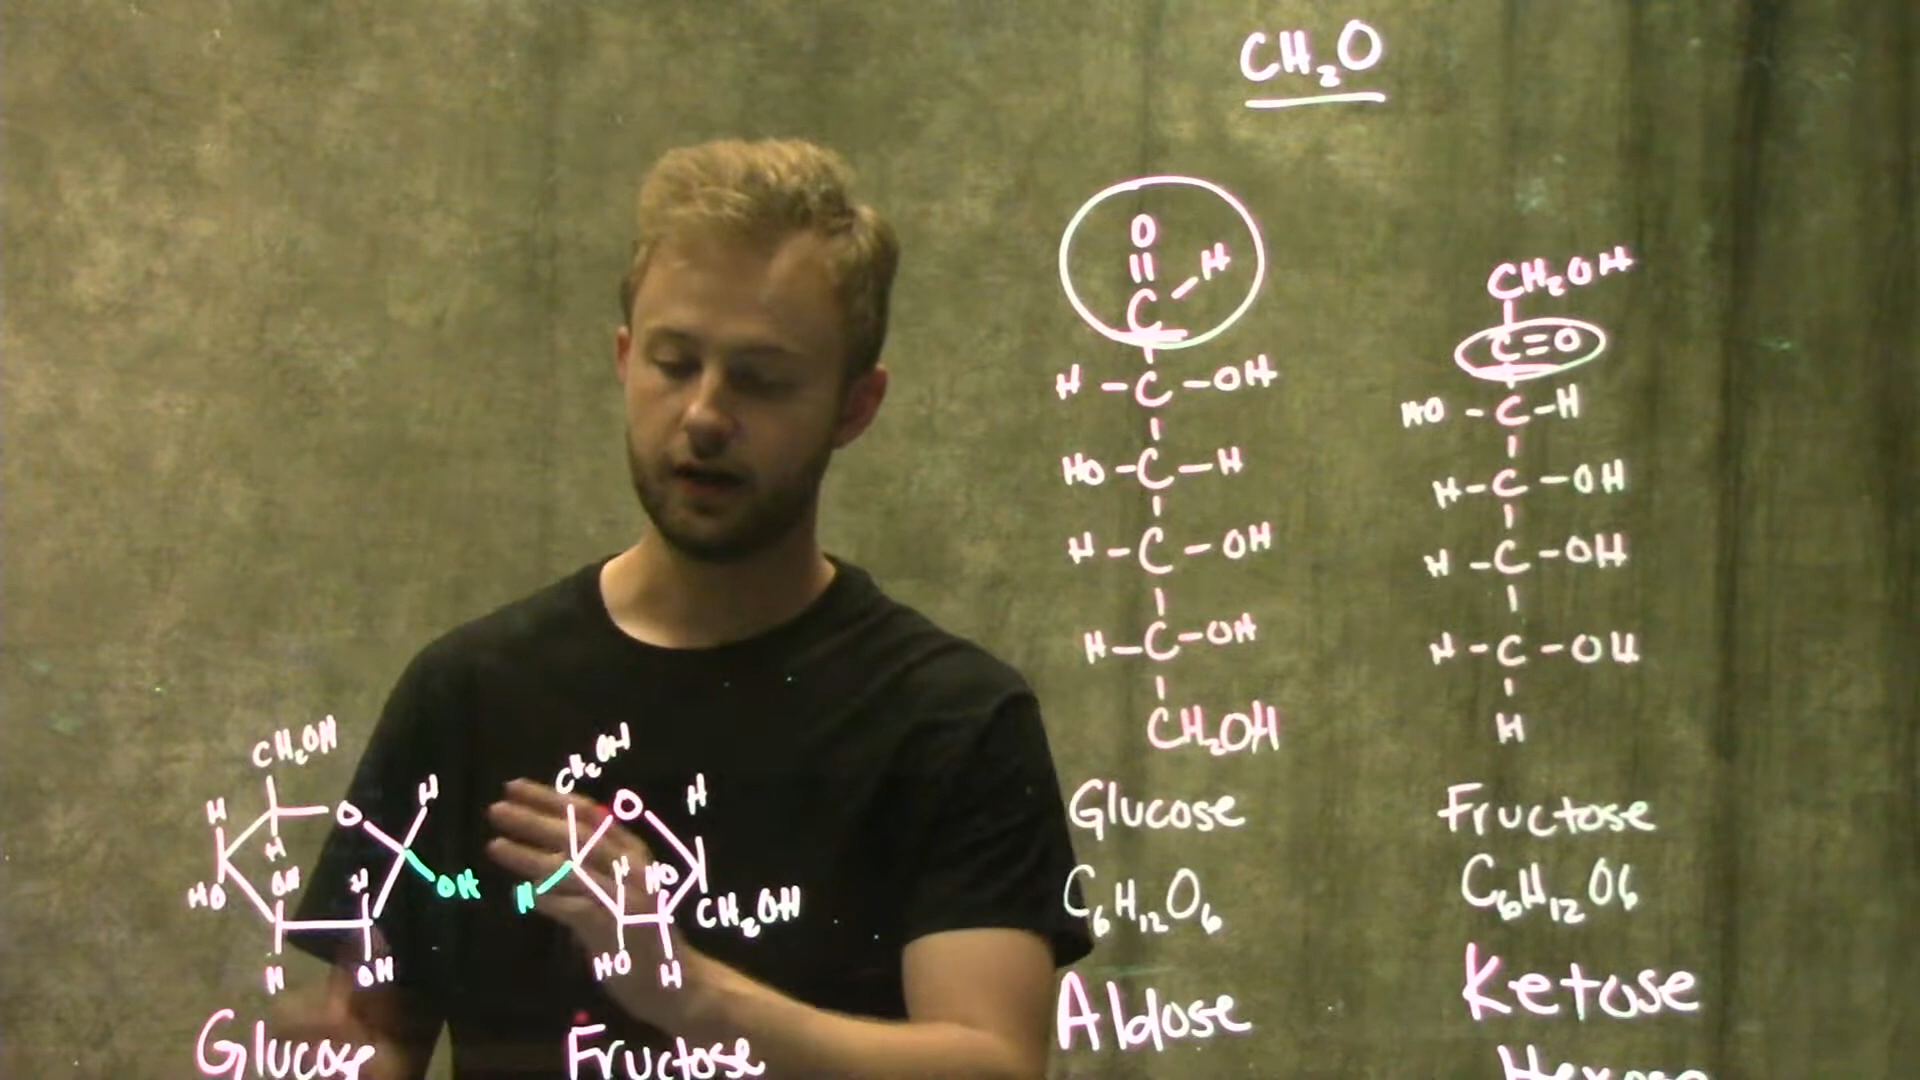 CH₂O
O
||
C H
H-C-OH
HO-C-H
H-C-OH
H-C-OH
CH₂OH
Glucose
C₆H₁₂O₆
Aldose
CH₂OH
C=O
HO-C-H
H-C-OH
H-C-OH
H-C-OH
H
Fructose
C₆H₁₂O₆
Ketose
Hexose
CH₂OH
H O H
H
HO OH H OH
H OH
Glucose
CH₂OH
O H
H H HO
CH₂OH
HO H
Fructose